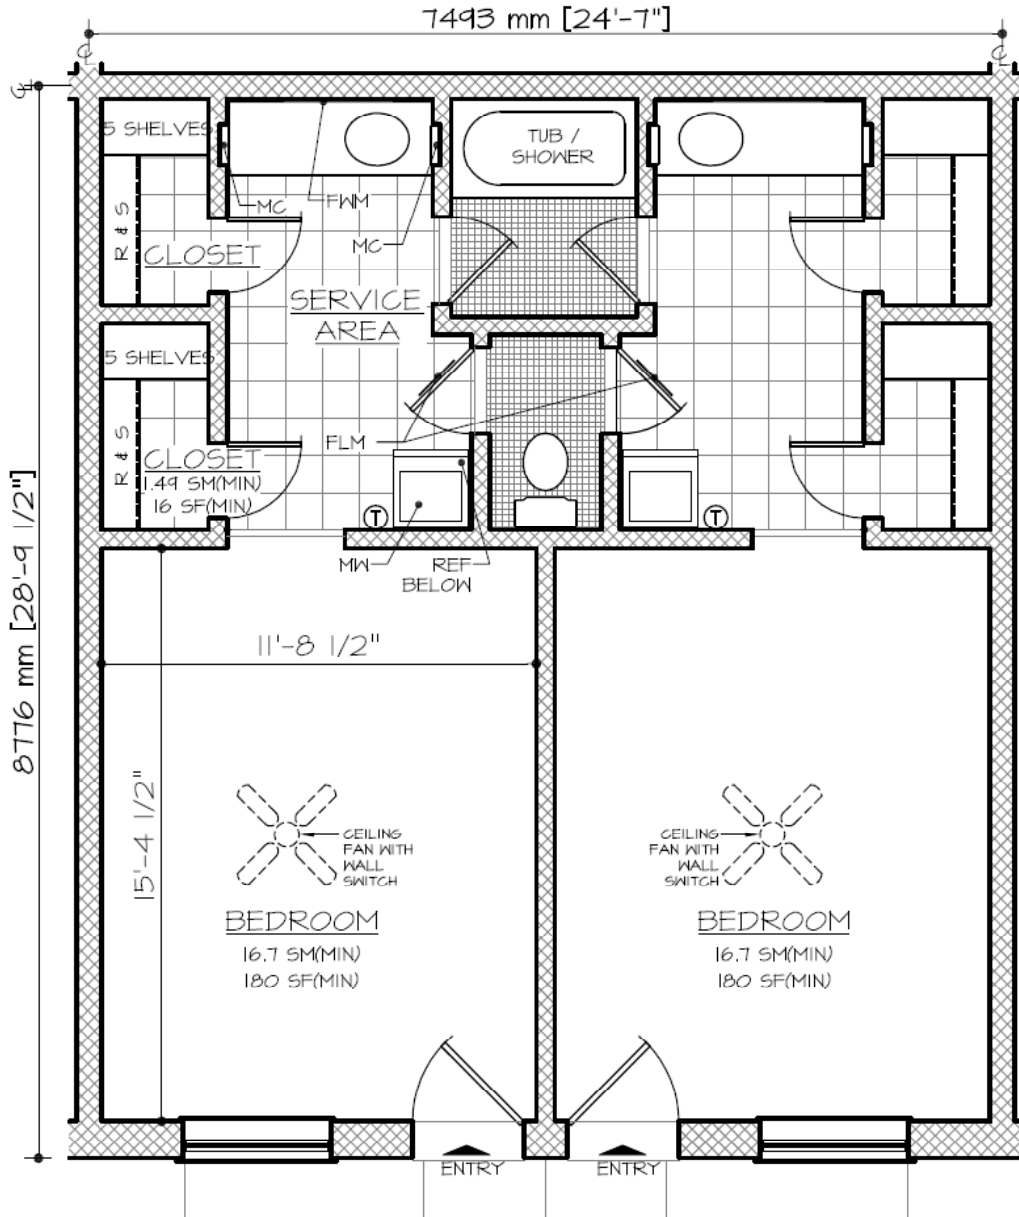 7493 mm [24'-7"]
5 SHELVES
TUB /
SHOWER
MC
FWM
MC
R & S
CLOSET
SERVICE
AREA
5 SHELVES
R & S
CLOSET
1.49 SM(MIN)
16 SF(MIN)
FLM
T
T
MW
REF
BELOW
8776 mm [28'-9 1/2"]
11'-8 1/2"
15'-4 1/2"
CEILING
FAN WITH
WALL
SWITCH
CEILING
FAN WITH
WALL
SWITCH
BEDROOM
16.7 SM(MIN)
180 SF(MIN)
BEDROOM
16.7 SM(MIN)
180 SF(MIN)
ENTRY
ENTRY